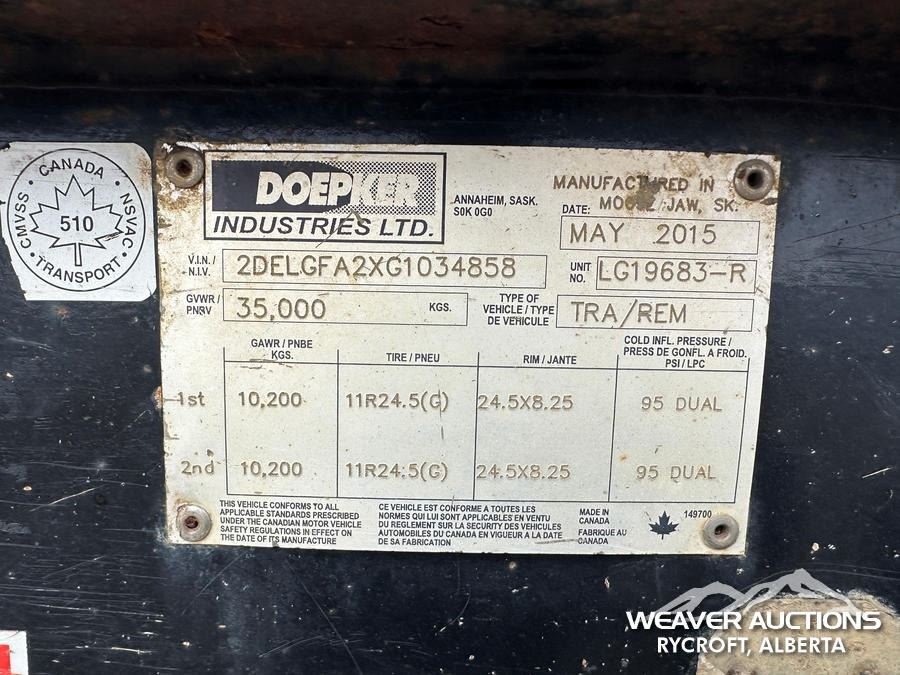 CANADA
CMVSS · NSVAC
510
TRANSPORT
DOEPKER
INDUSTRIES LTD.
ANNAHEIM, SASK.
S0K 0G0
MANUFACTURED IN
MOOSE JAW, SK.
DATE:
MAY 2015
V.I.N./
N.I.V.
2DELGFA2XG1034858
UNIT
NO.
LG19683-R
GVWR /
PNBV
35,000 KGS.
TYPE OF
VEHICLE / TYPE
DE VEHICULE
TRA/REM
GAWR / PNBE
KGS.
TIRE / PNEU
RIM / JANTE
COLD INFL. PRESSURE /
PRESS DE GONFL. A FROID.
PSI / LPC
1st 10,200 11R24.5(G) 24.5X8.25 95 DUAL
2nd 10,200 11R24.5(G) 24.5X8.25 95 DUAL
THIS VEHICLE CONFORMS TO ALL
APPLICABLE STANDARDS PRESCRIBED
UNDER THE CANADIAN MOTOR VEHICLE
SAFETY REGULATIONS IN EFFECT ON
THE DATE OF ITS MANUFACTURE
CE VEHICULE EST CONFORME A TOUTES LES
NORMES QUI LUI SONT APPLICABLES EN VENTU
DU REGLEMENT SUR LA SECURITY DES VEHICULES
AUTOMOBILES DU CANADA EN VIGUEUR A LA DATE
DE SA FABRICATION
MADE IN
CANADA
FABRIQUE AU
CANADA
149700
WEAVER AUCTIONS
RYCROFT, ALBERTA